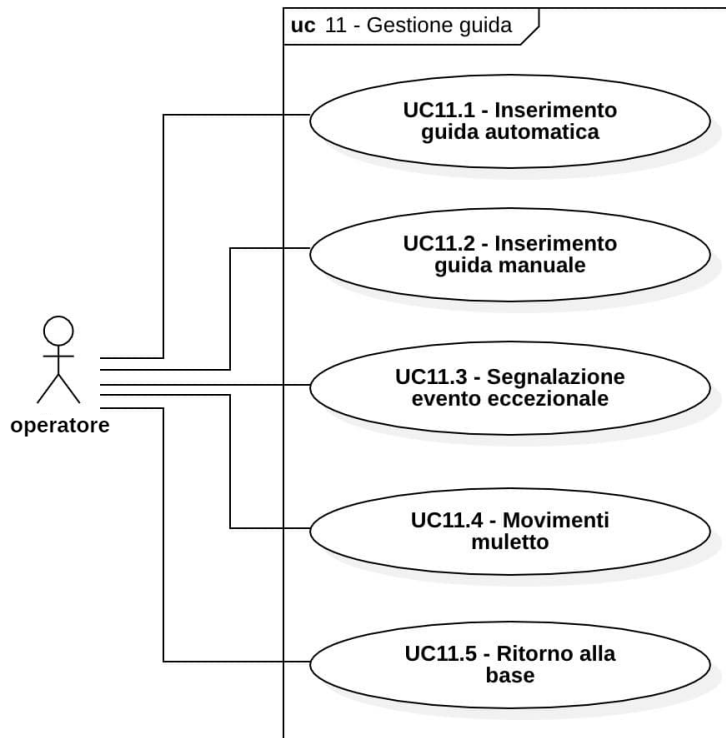 uc 11 - Gestione guida
UC11.1 - Inserimento
guida automatica
UC11.2 - Inserimento
guida manuale
UC11.3 - Segnalazione
evento eccezionale
operatore
UC11.4 - Movimenti
muletto
UC11.5 - Ritorno alla
base